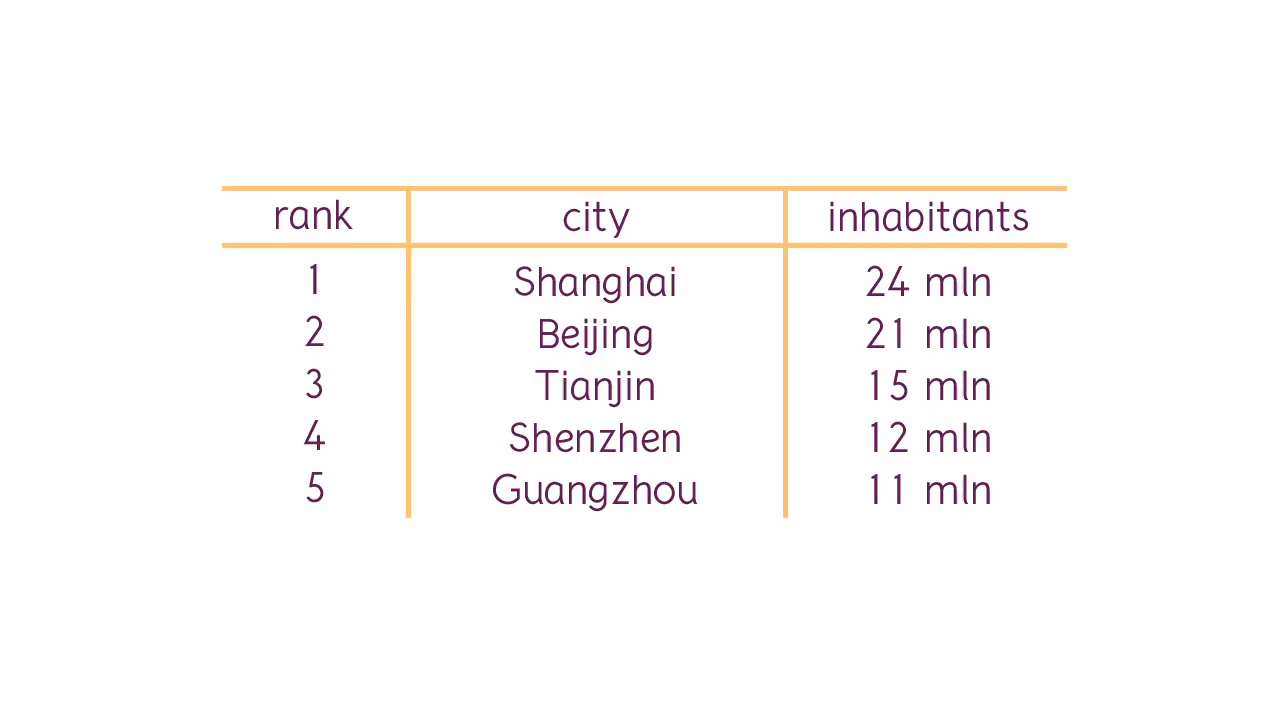 rank city inhabitants
1 Shanghai 24 mln
2 Beijing 21 mln
3 Tianjin 15 mln
4 Shenzhen 12 mln
5 Guangzhou 11 mln